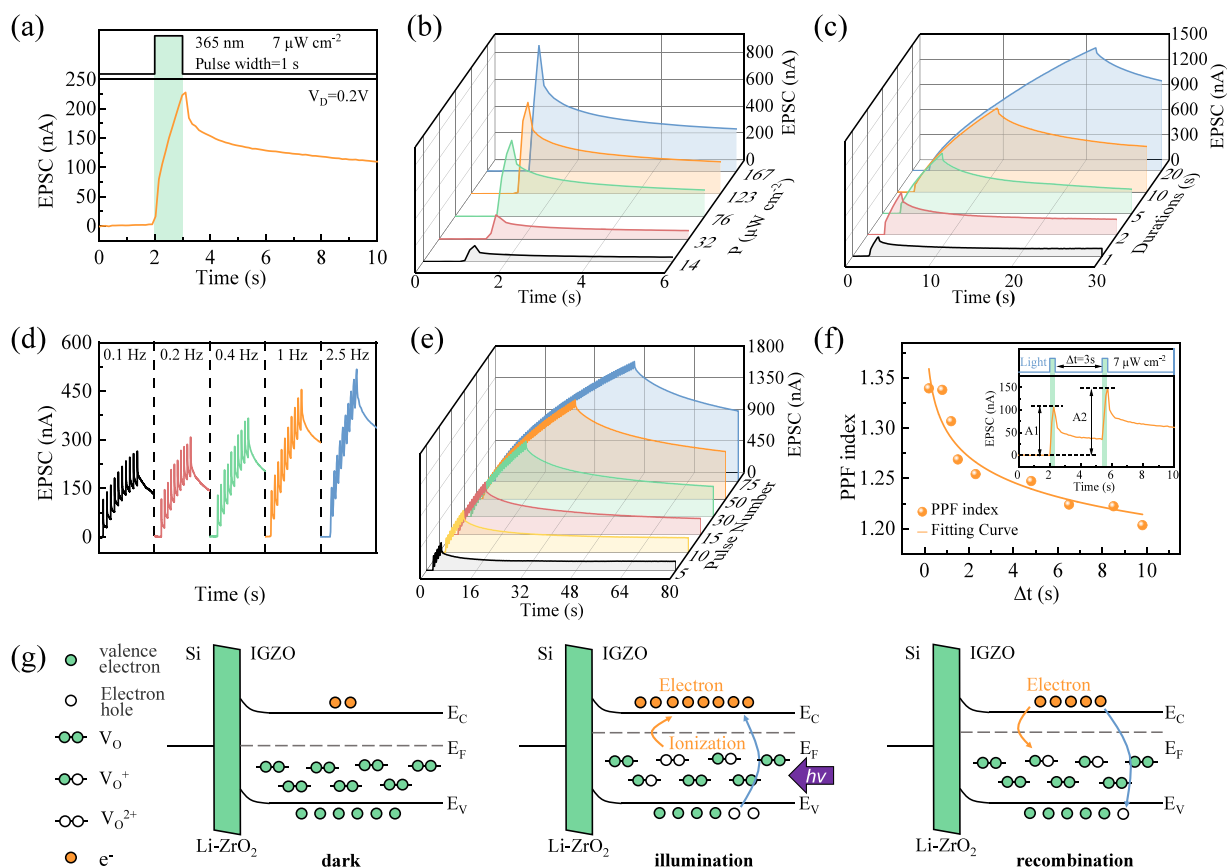 (a)
365 nm 7 μW cm⁻²
Pulse width=1 s
V_D=0.2V
250
200
150
100
50
0
EPSC (nA)
0 2 4 6 8 10
Time (s)
(b)
800
600
400
200
0
EPSC (nA)
167
123
76
32
14
P (μW cm⁻²)
0 2 4 6
Time (s)
(c)
1500
1200
900
600
300
0
EPSC (nA)
20
10
5
2
1
Durations (s)
0 10 20 30
Time (s)
(d)
600
450
300
150
0
EPSC (nA)
0.1 Hz 0.2 Hz 0.4 Hz 1 Hz 2.5 Hz
Time (s)
(e)
1800
1350
900
450
0
EPSC (nA)
75
50
30
15
10
5
Pulse Number
0 16 32 48 64 80
Time (s)
(f)
1.35
1.30
1.25
1.20
PPF index
PPF index
Fitting Curve
0 2 4 6 8 10
Δt (s)
Light Δt=3s 7 μW cm⁻²
150
100
50
0
EPSC (nA)
A1
A2
0 2 4 6 8 10
Time (s)
(g)
valence
electron
Electron
hole
V_O
V_O⁺
V_O²⁺
e⁻
Si IGZO
E_C
E_F
E_V
Li-ZrO₂
dark
Si IGZO
Electron
E_C
Ionization
E_F
hν
E_V
Li-ZrO₂
illumination
Si IGZO
Electron
E_C
E_F
E_V
Li-ZrO₂
recombination